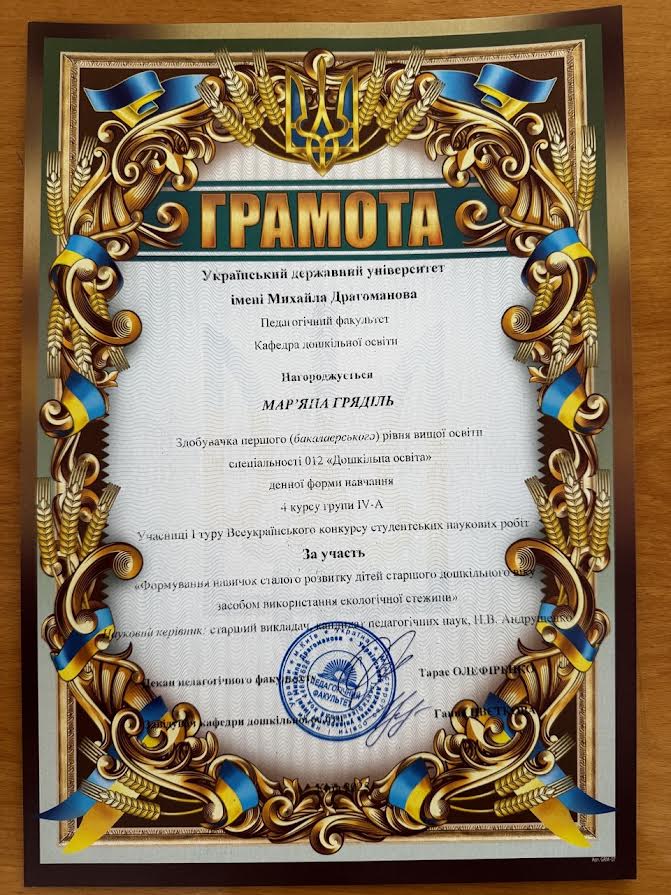 ГРАМОТА
Український державний університет
імені Михайла Драгоманова
Педагогічний факультет
Кафедра дошкільної освіти
Нагороджується
МАР’ЯНА ГРЯДІЛЬ
Здобувачка першого (бакалаверського) рівня вищої освіти
спеціальності 012 «Дошкільна освіта»
денної форми навчання
4 курсу групи IV-А
Учасниці І туру Всеукраїнського конкурсу студентських наукових робіт
За участь
«Формування навичок сталого розвитку дітей старшого дошкільного віку
засобом використання екологічної стежини»
Науковий керівник: старший викладач, кандидат педагогічних наук, Н.В. Андрущенко
Декан педагогічного факультету Тарас ОЛЕФІРЕНКО
кафедри дошкільної освіти
ПЕДАГОГІЧНИЙ
ФАКУЛЬТЕТ